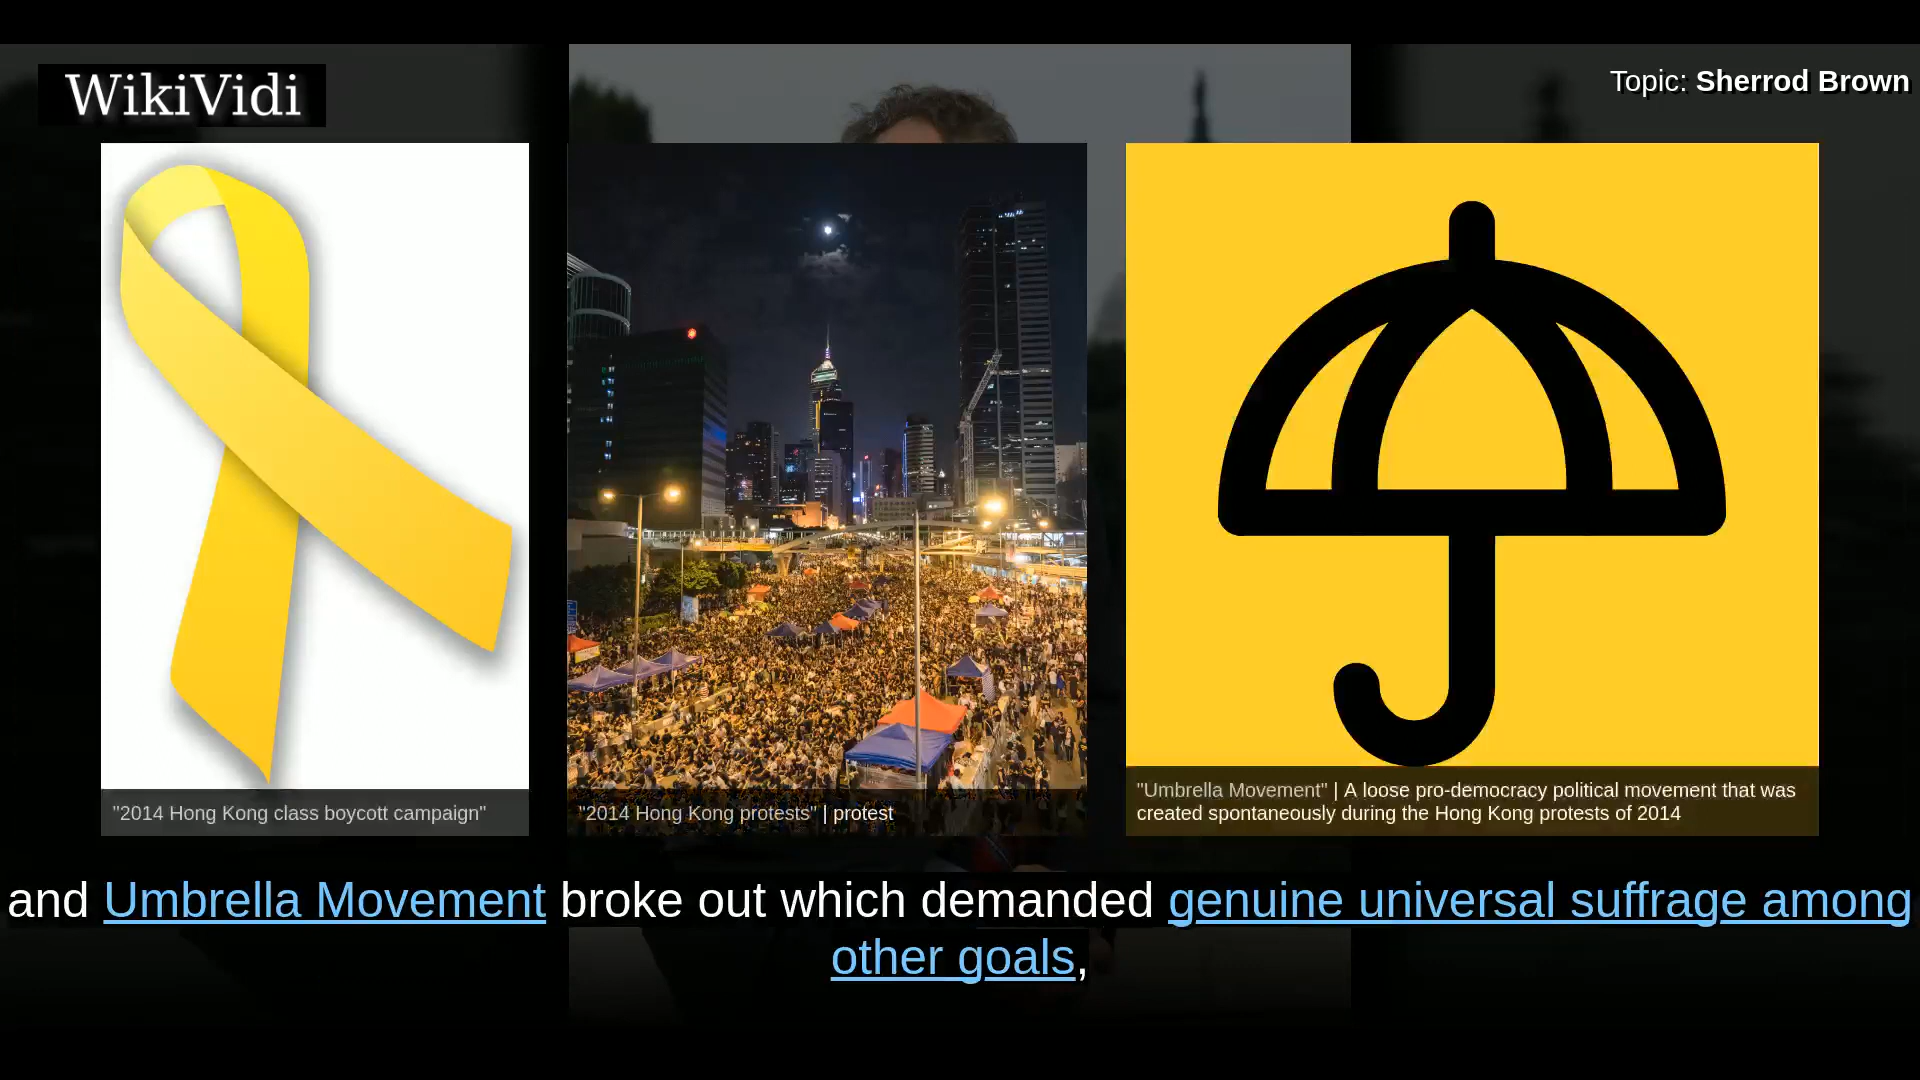 WikiVidi
Topic: Sherrod Brown
"2014 Hong Kong class boycott campaign"
"2014 Hong Kong protests" | protest
"Umbrella Movement" | A loose pro-democracy political movement that was
created spontaneously during the Hong Kong protests of 2014
and Umbrella Movement broke out which demanded genuine universal suffrage among
other goals,